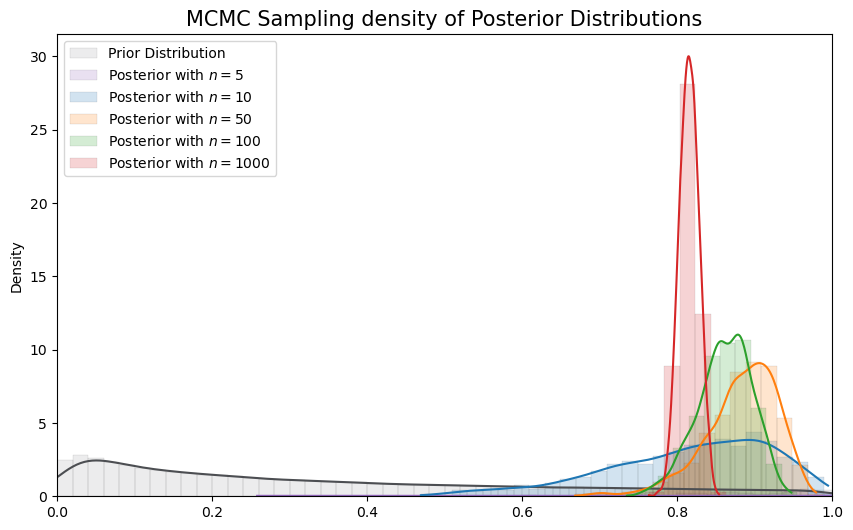 MCMC Sampling density of Posterior Distributions
Prior Distribution
Posterior with n = 5
Posterior with n = 10
Posterior with n = 50
Posterior with n = 100
Posterior with n = 1000
Density
30
25
20
15
10
5
0
0.0 0.2 0.4 0.6 0.8 1.0